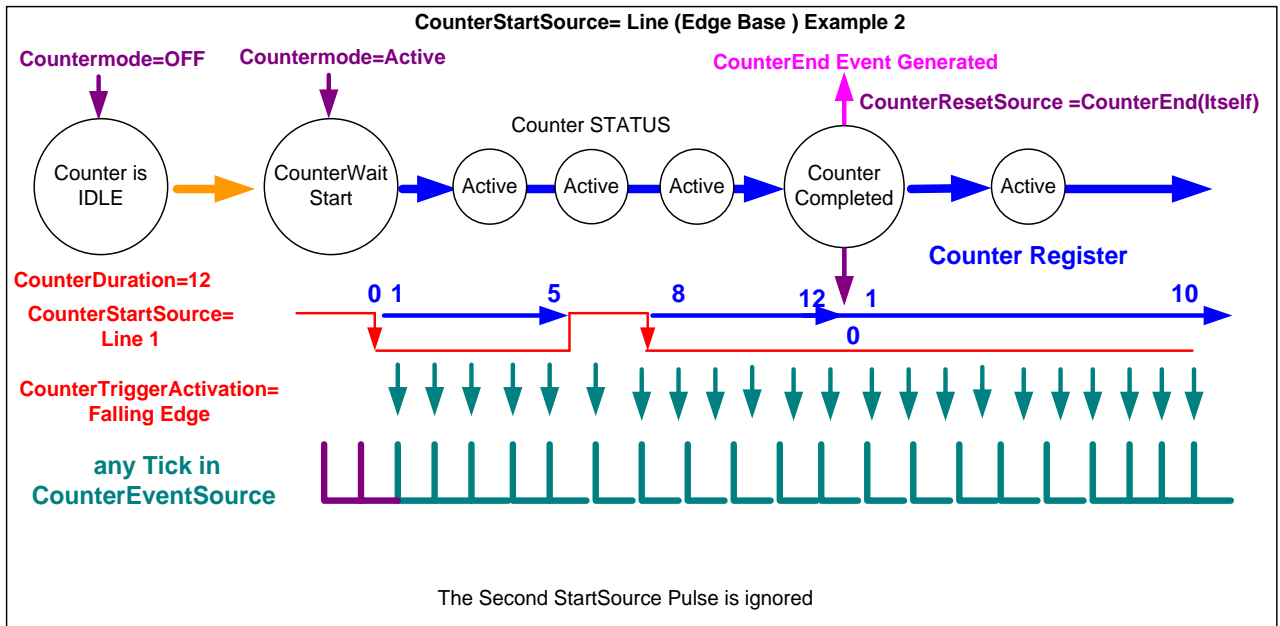 CounterStartSource= Line (Edge Base ) Example 2
Countermode=OFF
Countermode=Active
CounterEnd Event Generated
CounterResetSource =CounterEnd(Itself)
Counter STATUS
Counter is
IDLE
CounterWait
Start
Active
Active
Active
Counter
Completed
Active
Counter Register
CounterDuration=12
0 1
5
8
12
1
10
0
CounterStartSource=
Line 1
CounterTriggerActivation=
Falling Edge
any Tick in
CounterEventSource
The Second StartSource Pulse is ignored